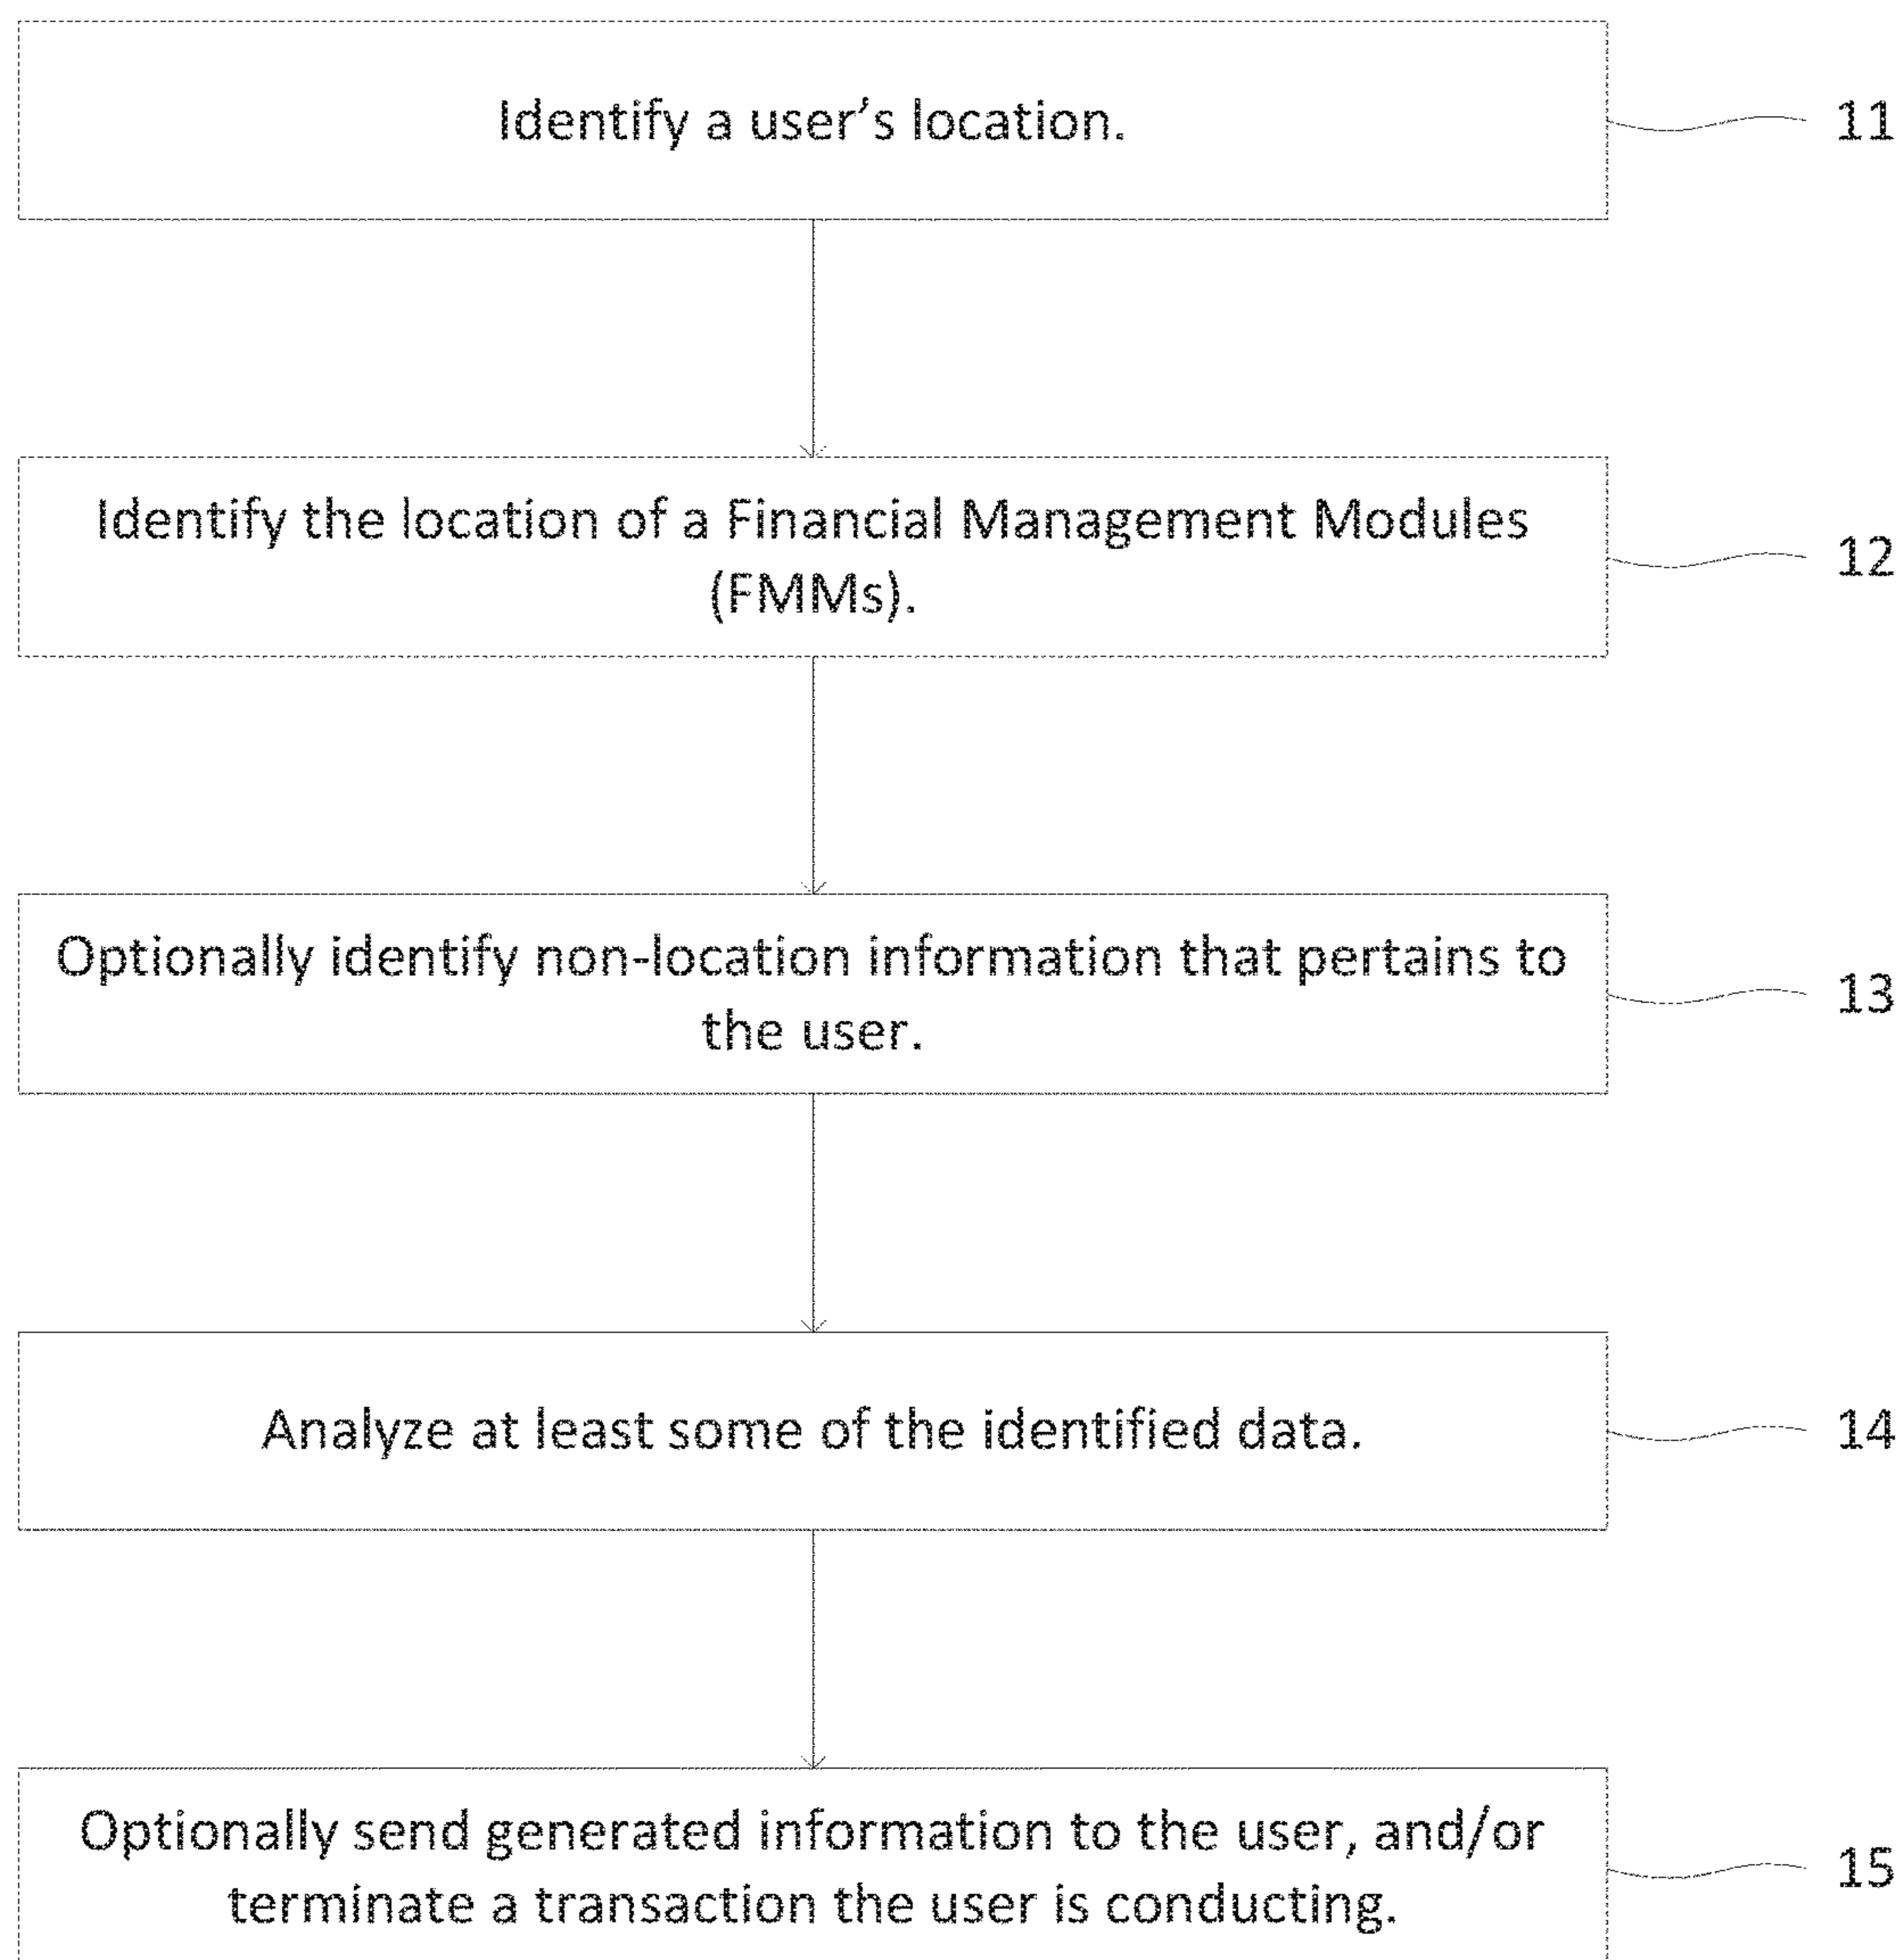 Identify a user's location.
11
Identify the location of a Financial Management Modules
(FMMs).
12
Optionally identify non-location information that pertains to
the user.
13
Analyze at least some of the identified data.
14
Optionally send generated information to the user, and/or
terminate a transaction the user is conducting.
15